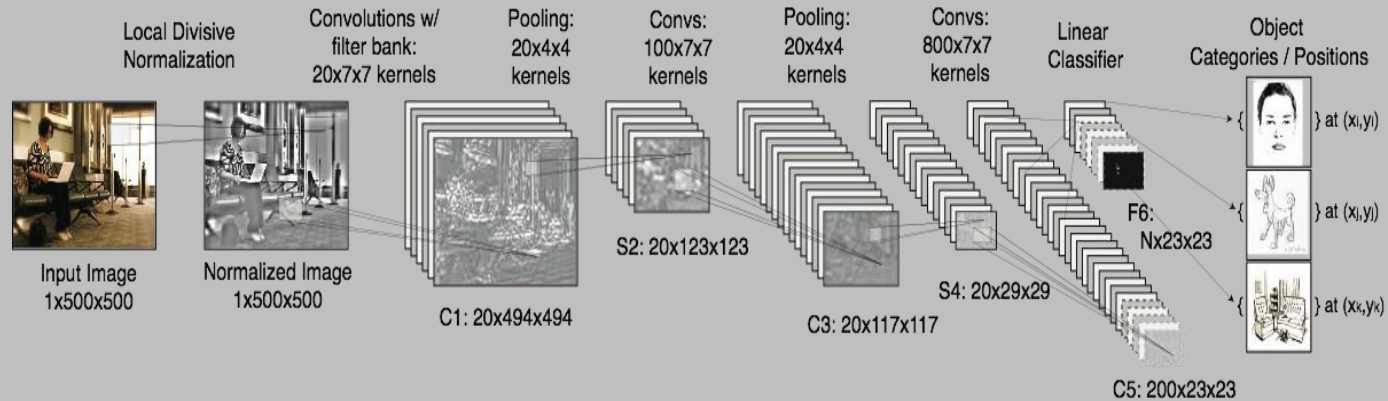 Local Divisive
Normalization
Convolutions w/
filter bank:
20x7x7 kernels
Pooling:
20x4x4
kernels
Convs:
100x7x7
kernels
Pooling:
20x4x4
kernels
Convs:
800x7x7
kernels
Linear
Classifier
Object
Categories / Positions
{ } at (xi,yi)
{ } at (xj,yj)
{ } at (xk,yk)
Input Image
1x500x500
Normalized Image
1x500x500
C1: 20x494x494
S2: 20x123x123
C3: 20x117x117
S4: 20x29x29
C5: 200x23x23
F6:
Nx23x23